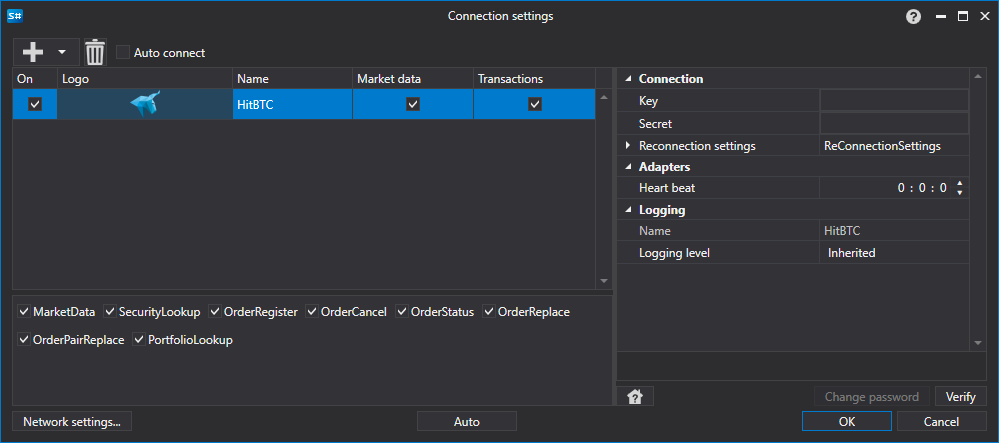 S# Connection settings ?
Auto connect
On Logo Name Market data Transactions
HitBTC
MarketData SecurityLookup OrderRegister OrderCancel OrderStatus OrderReplace
OrderPairReplace PortfolioLookup
Connection
Key
Secret
Reconnection settings ReConnectionSettings
Adapters
Heart beat 0 : 0 : 0
Logging
Name HitBTC
Logging level Inherited
? Change password Verify
Network settings... Auto OK Cancel